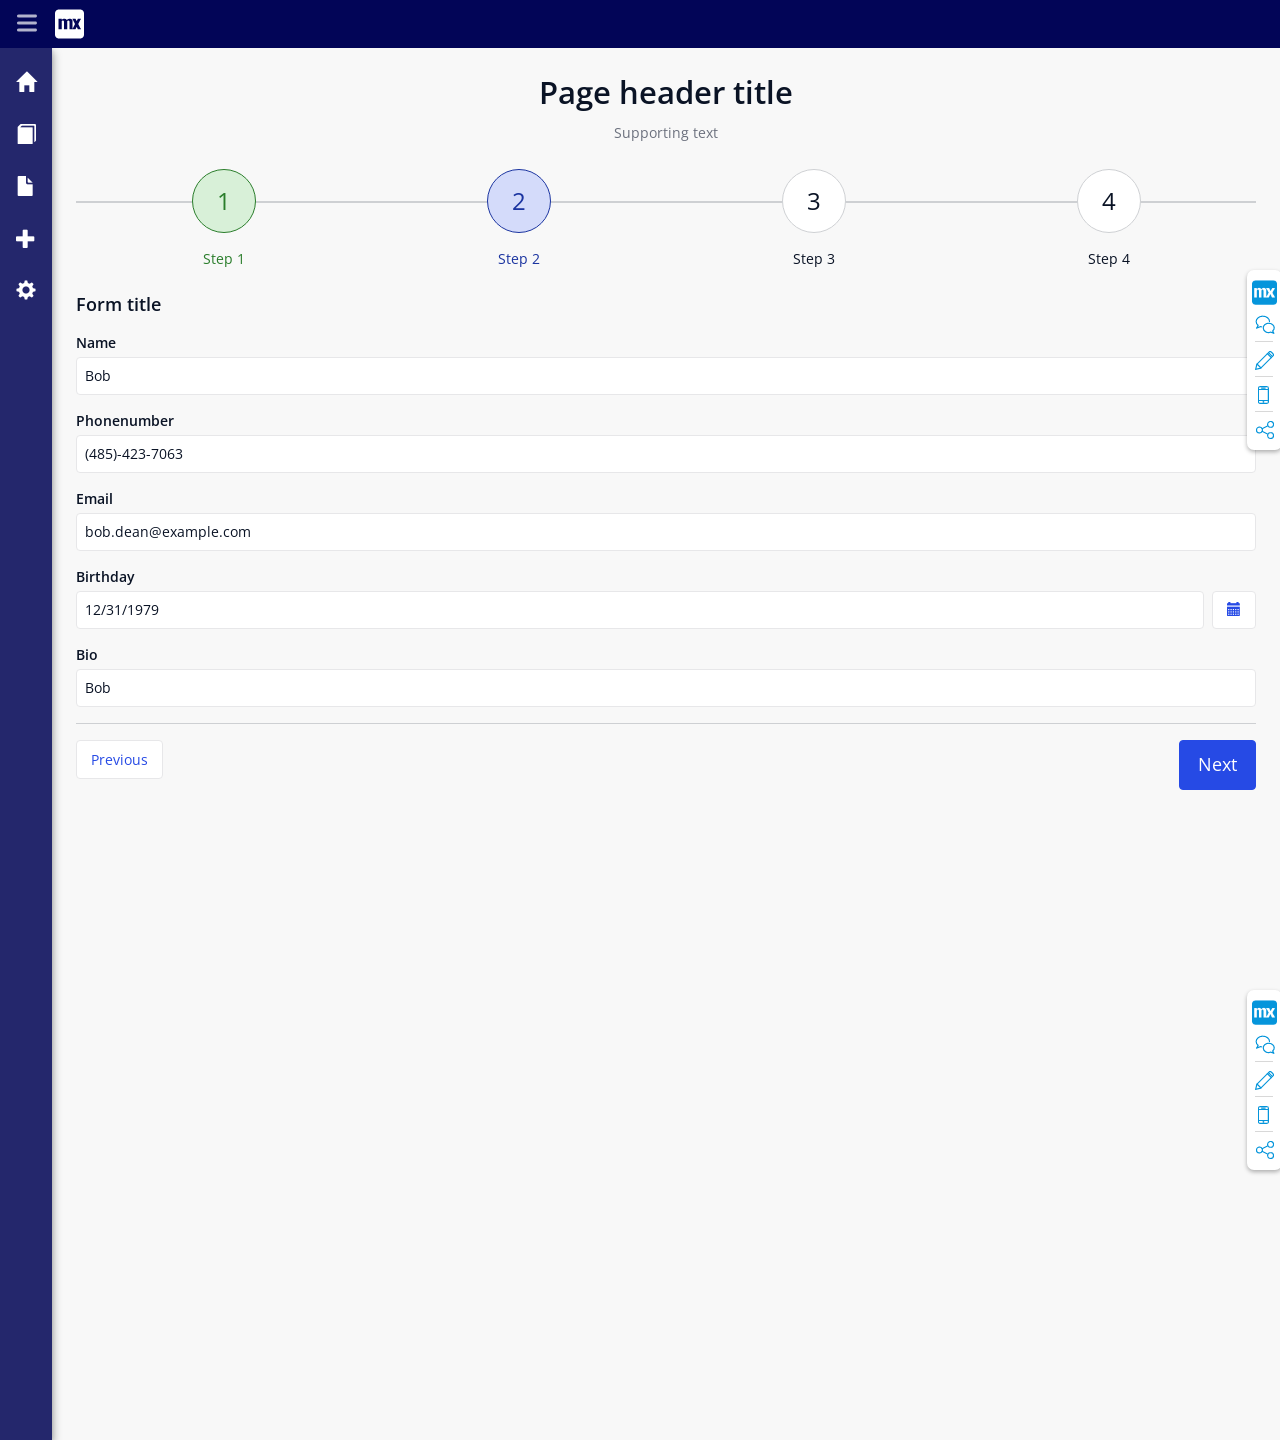 mx
Page header title
Supporting text
1
2
3
4
Step 1
Step 2
Step 3
Step 4
Form title
mx
Name
Bob
Phonenumber
(485)-423-7063
Email
bob.dean@example.com
Birthday
12/31/1979
Bio
Bob
Previous
Next
mx